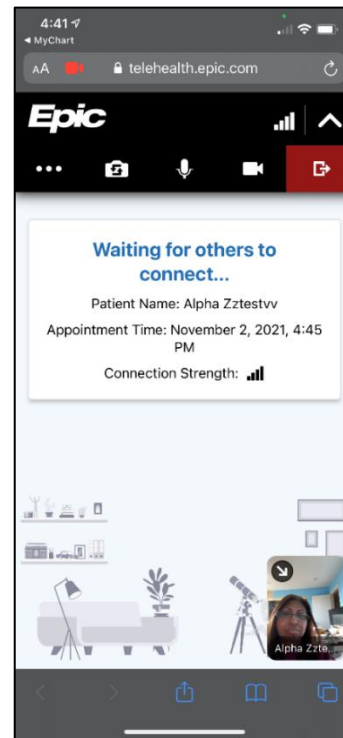 4:41
◀ MyChart
AA telehealth.epic.com
Epic
Waiting for others to
connect...
Patient Name: Alpha Zztestvv
Appointment Time: November 2, 2021, 4:45
PM
Connection Strength:
Alpha Zzte...